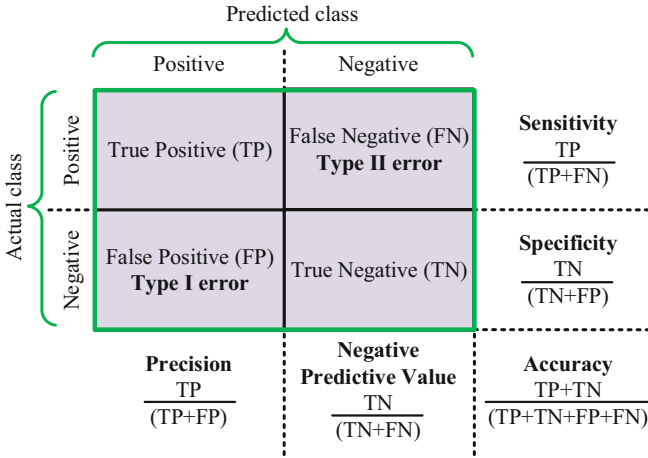 Predicted class
Positive
Negative
Actual class
Positive
True Positive (TP)
False Negative (FN)
Type II error
Sensitivity
TP
(TP+FN)
Negative
False Positive (FP)
Type I error
True Negative (TN)
Specificity
TN
(TN+FP)
Precision
TP
(TP+FP)
Negative
Predictive Value
TN
(TN+FN)
Accuracy
TP+TN
(TP+TN+FP+FN)